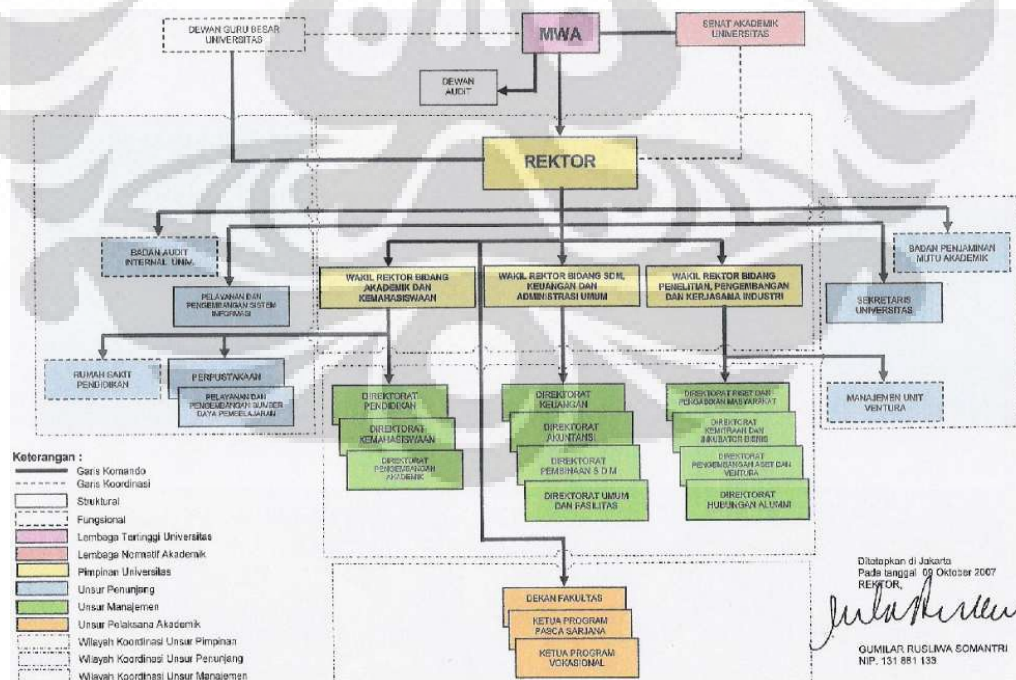 DEWAN GURU BESAR
UNIVERSITAS
MWA
SENAT AKADEMIK
UNIVERSITAS
DEWAN
AUDIT
REKTOR
BADAN AUDIT
INTERNAL UNIV.
BADAN PENJAMINAN
MUTU AKADEMIK
PELAYANAN DAN
PENGEMBANGAN SISTEM
INFORMASI
WAKIL REKTOR BIDANG
AKADEMIK DAN
KEMAHASISWAAN
WAKIL REKTOR BIDANG SDM,
KEUANGAN DAN
ADMINISTRASI UMUM
WAKIL REKTOR BIDANG
PENELITIAN, PENGEMBANGAN
DAN KERJASAMA INDUSTRI
SEKRETARIS
UNIVERSITAS
RUMAH SAKIT
PENDIDIKAN
PERPUSTAKAAN
PELAYANAN DAN
PENGEMBANGAN SUMBER
DAYA PEMBELAJARAN
DIREKTORAT
PENDIDIKAN
DIREKTORAT
KEMAHASISWAAN
DIREKTORAT
PENGEMBANGAN
AKADEMIK
DIREKTORAT
KEUANGAN
DIREKTORAT
AKUNTANSI
DIREKTORAT
PEMBINAAN S D M
DIREKTORAT UMUM
DAN FASILITAS
DIREKTORAT RISET DAN
PENGABDIAN MASYARAKAT
DIREKTORAT
KEMITRAAN DAN
INKUBATOR BISNIS
DIREKTORAT
PENGEMBANGAN ASET DAN
VENTURA
DIREKTORAT
HUBUNGAN ALUMNI
MANAJEMEN UNIT
VENTURA
DEKAN FAKULTAS
KETUA PROGRAM
PASCA SARJANA
KETUA PROGRAM
VOKASIONAL
Keterangan :
Garis Komando
Garis Koordinasi
Struktural
Fungsional
Lembaga Tertinggi Universitas
Lembaga Normatif Akademik
Pimpinan Universitas
Unsur Penunjang
Unsur Manajemen
Unsur Pelaksana Akademik
Wilayah Koordinasi Unsur Pimpinan
Wilayah Koordinasi Unsur Penunjang
Wilayah Koordinasi Unsur Manajemen
Ditetapkan di Jakarta
Pada tanggal 09 Oktober 2007
REKTOR,
GUMILAR RUSLIWA SOMANTRI
NIP. 131 881 133